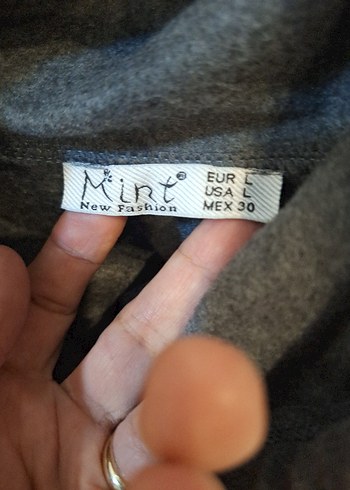 Mint®
New Fashion
EUR L
USA L
MEX 30